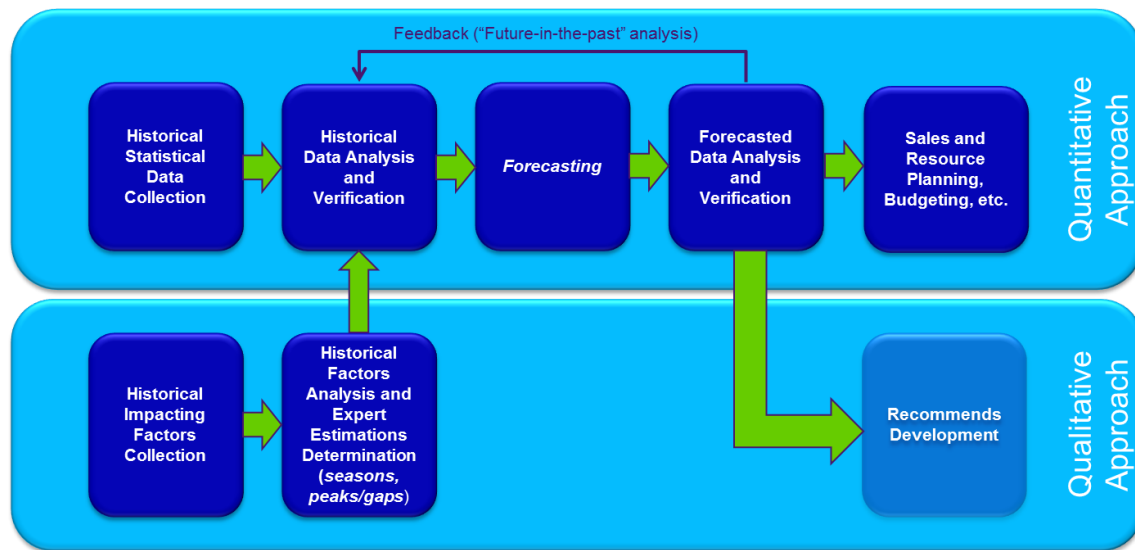 Feedback (“Future-in-the-past” analysis)
Historical
Statistical
Data
Collection
Historical
Data Analysis
and
Verification
Forecasting
Forecasted
Data Analysis
and
Verification
Sales and
Resource
Planning,
Budgeting, etc.
Quantitative
Approach
Historical
Impacting
Factors
Collection
Historical
Factors
Analysis and
Expert
Estimations
Determination
(seasons,
peaks/gaps)
Recommends
Development
Qualitative
Approach